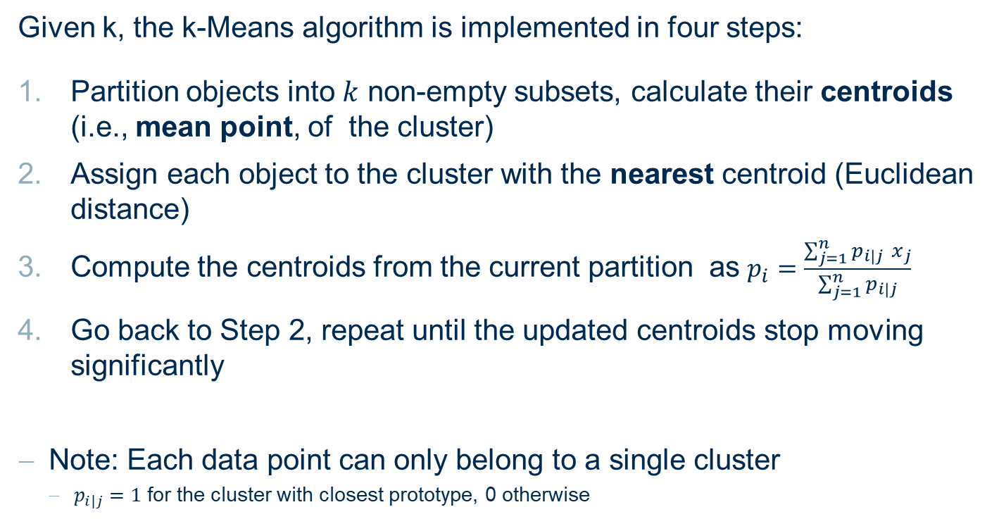 Given k, the k-Means algorithm is implemented in four steps:
1. Partition objects into k non-empty subsets, calculate their centroids
(i.e., mean point, of the cluster)
2. Assign each object to the cluster with the nearest centroid (Euclidean
distance)
3. Compute the centroids from the current partition as $p_i = \frac{\sum_{j=1}^{n} p_{i|j} \, x_j}{\sum_{j=1}^{n} p_{i|j}}$
4. Go back to Step 2, repeat until the updated centroids stop moving
significantly
– Note: Each data point can only belong to a single cluster
– $p_{i|j} = 1$ for the cluster with closest prototype, 0 otherwise